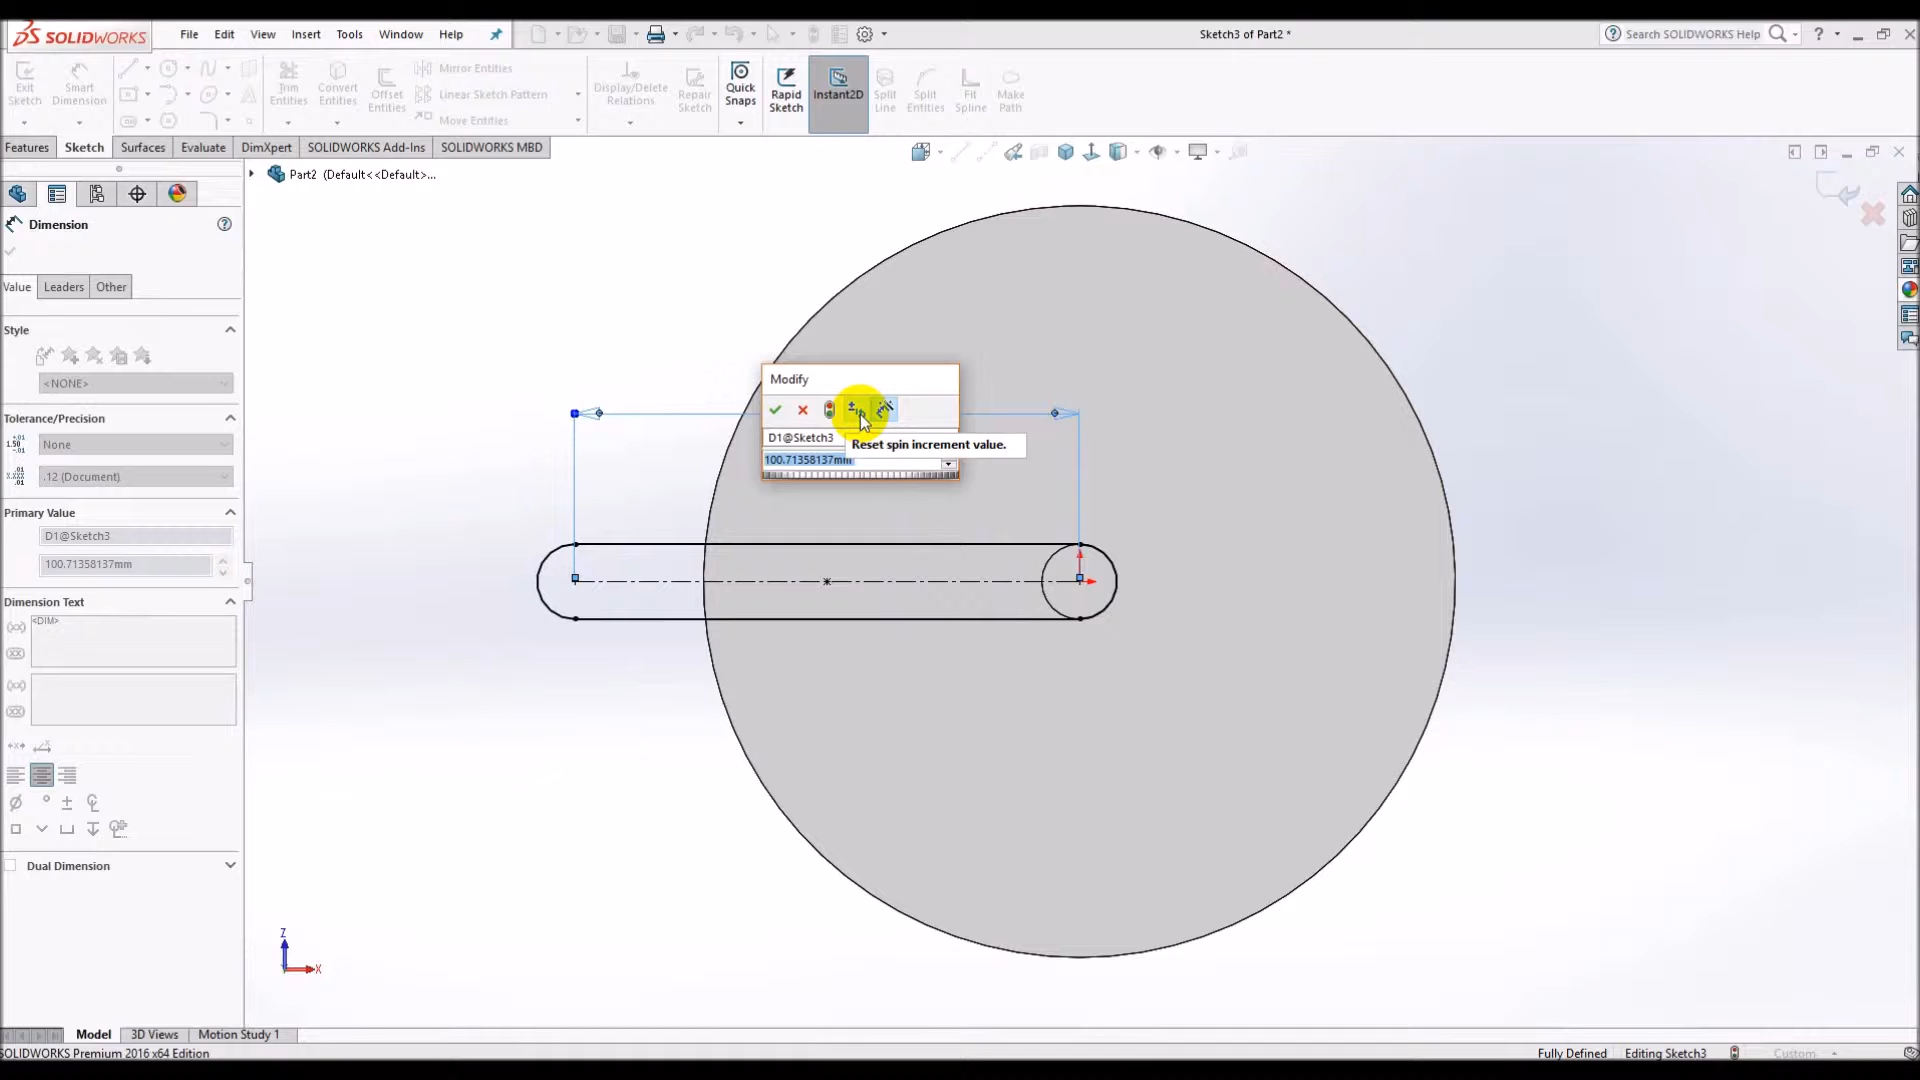 SOLIDWORKS
File Edit View Insert Tools Window Help
Sketch3 of Part2 *
Search SOLIDWORKS Help
Exit Sketch
Smart Dimension
Trim Entities
Convert Entities
Offset Entities
Mirror Entities
Linear Sketch Pattern
Move Entities
Display/Delete Relations
Repair Sketch
Quick Snaps
Rapid Sketch
Instant2D
Split Line
Split Entities
Fit Spline
Make Path
Features Sketch Surfaces Evaluate DimXpert SOLIDWORKS Add-Ins SOLIDWORKS MBD
Part2 (Default<<Default>...
Dimension
Value Leaders Other
Style
<NONE>
Tolerance/Precision
None
.12 (Document)
Primary Value
D1@Sketch3
100.71358137mm
Dimension Text
<DIM>
Dual Dimension
Modify
D1@Sketch3
Reset spin increment value.
100.71358137mm
Z
X
Model 3D Views Motion Study 1
SOLIDWORKS Premium 2016 x64 Edition
Fully Defined Editing Sketch3 Custom